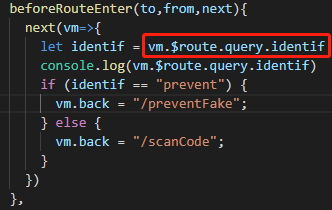 beforeRouteEnter(to,from,next){
next(vm=>{
let identif = vm.$route.query.identif
console.log(vm.$route.query.identif)
if (identif == "prevent") {
vm.back = "/preventFake";
} else {
vm.back = "/scanCode";
}
})
},